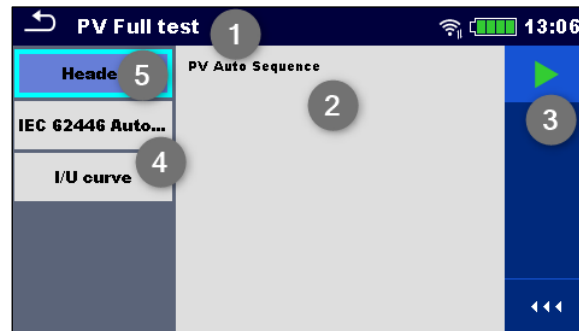 PV Full test
1
13:06
Heade
5
PV Auto Sequence
2
3
IEC 62446 Auto...
4
I/U curve